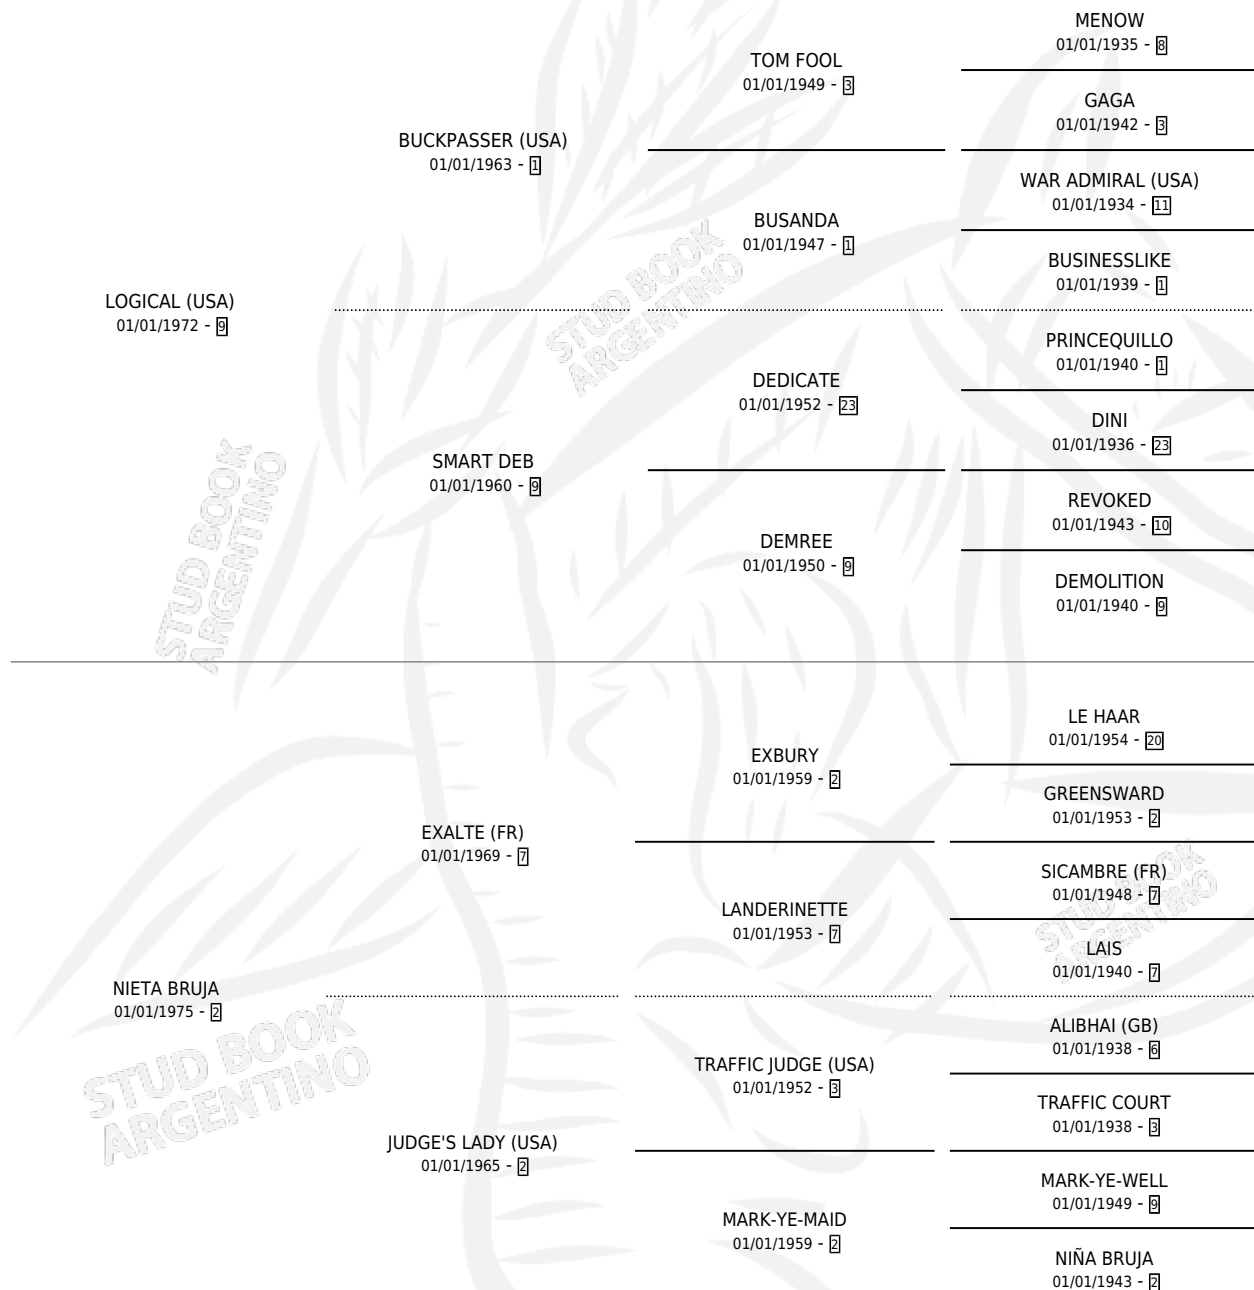 MENOW
01/01/1935 - 8
TOM FOOL
01/01/1949 - 3
GAGA
01/01/1942 - 3
BUCKPASSER (USA)
01/01/1963 - 1
WAR ADMIRAL (USA)
01/01/1934 - 11
BUSANDA
01/01/1947 - 1
BUSINESSLIKE
01/01/1939 - 1
LOGICAL (USA)
01/01/1972 - 9
PRINCEQUILLO
01/01/1940 - 1
DEDICATE
01/01/1952 - 23
DINI
01/01/1936 - 23
SMART DEB
01/01/1960 - 9
REVOKED
01/01/1943 - 10
DEMREE
01/01/1950 - 9
DEMOLITION
01/01/1940 - 9
LE HAAR
01/01/1954 - 20
EXBURY
01/01/1959 - 2
GREENSWARD
01/01/1953 - 2
EXALTE (FR)
01/01/1969 - 7
SICAMBRE (FR)
01/01/1948 - 7
LANDERINETTE
01/01/1953 - 7
LAIS
01/01/1940 - 7
NIETA BRUJA
01/01/1975 - 2
ALIBHAI (GB)
01/01/1938 - 6
TRAFFIC JUDGE (USA)
01/01/1952 - 3
TRAFFIC COURT
01/01/1938 - 3
JUDGE'S LADY (USA)
01/01/1965 - 2
MARK-YE-WELL
01/01/1949 - 9
MARK-YE-MAID
01/01/1959 - 2
NIÑA BRUJA
01/01/1943 - 2
STUD BOOK
ARGENTINO
STUD BOOK
ARGENTINO
STUD BOOK
ARGENTINO
STUD BOOK
ARGENTINO